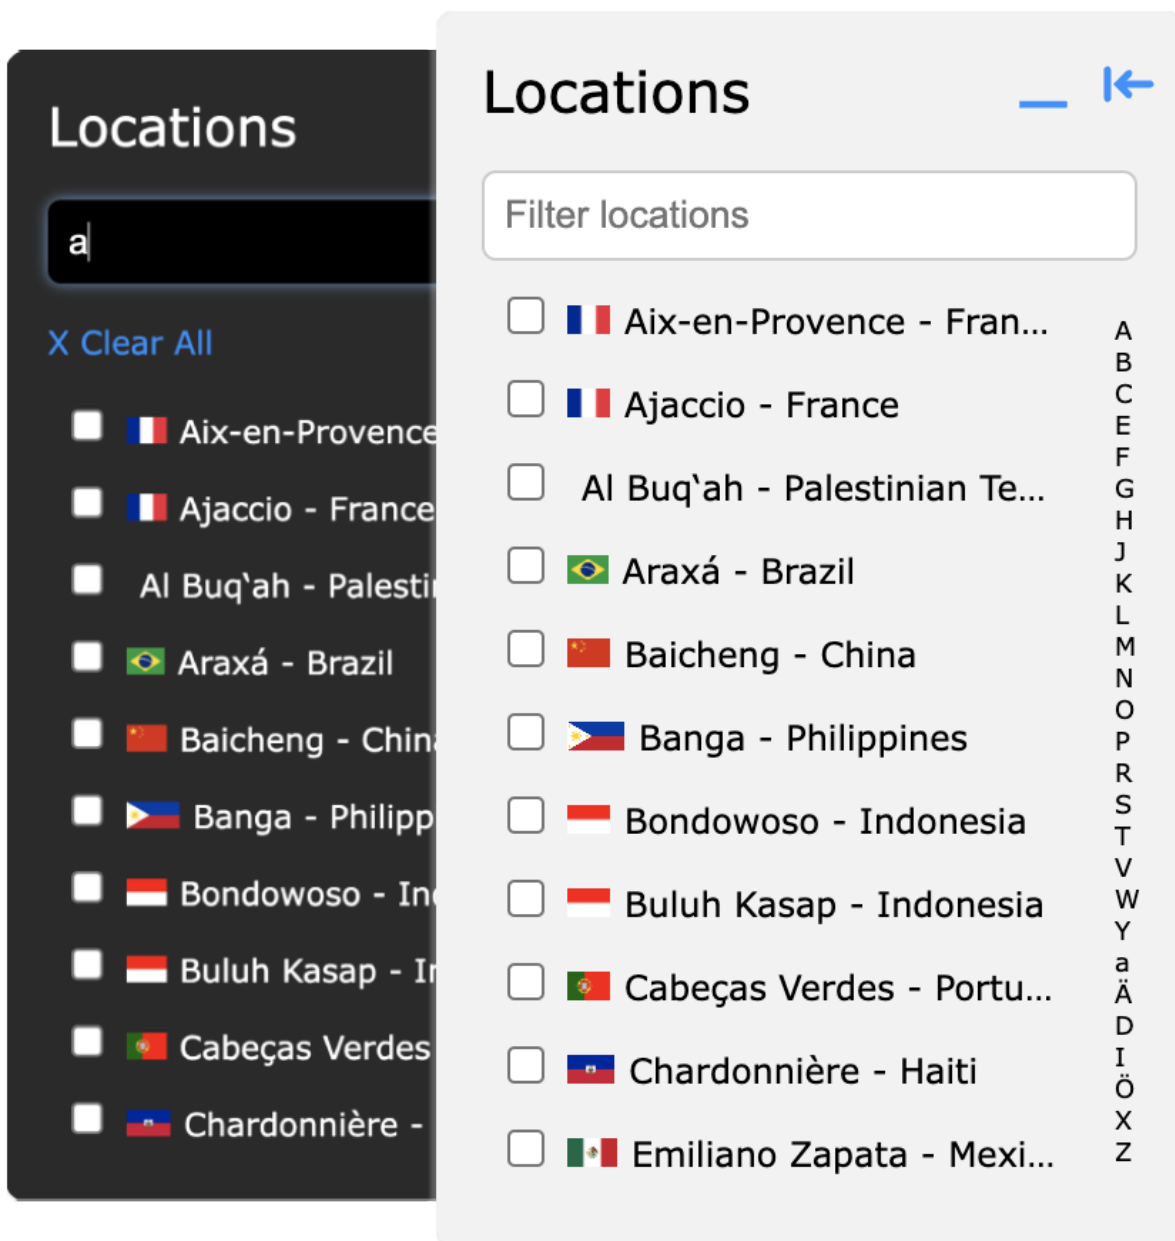 Locations
a
X Clear All
Aix-en-Provence
Ajaccio - France
Al Buq‘ah - Palesti
Araxá - Brazil
Baicheng - China
Banga - Philipp
Bondowoso - In
Buluh Kasap - I
Cabeças Verdes
Chardonnière -
Locations
Filter locations
Aix-en-Provence - Fran...
Ajaccio - France
Al Buq‘ah - Palestinian Te...
Araxá - Brazil
Baicheng - China
Banga - Philippines
Bondowoso - Indonesia
Buluh Kasap - Indonesia
Cabeças Verdes - Portu...
Chardonnière - Haiti
Emiliano Zapata - Mexi...
A
B
C
E
F
G
H
J
K
L
M
N
O
P
R
S
T
V
W
Y
a
Ä
D
I
Ö
X
Z